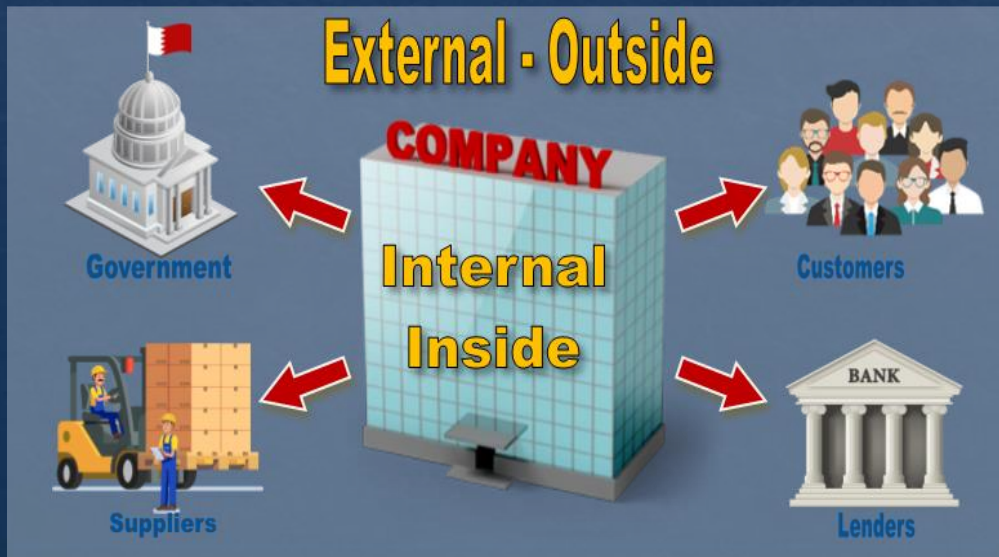 External - Outside
COMPANY
Internal
Inside
Government
Customers
BANK
Suppliers
Lenders